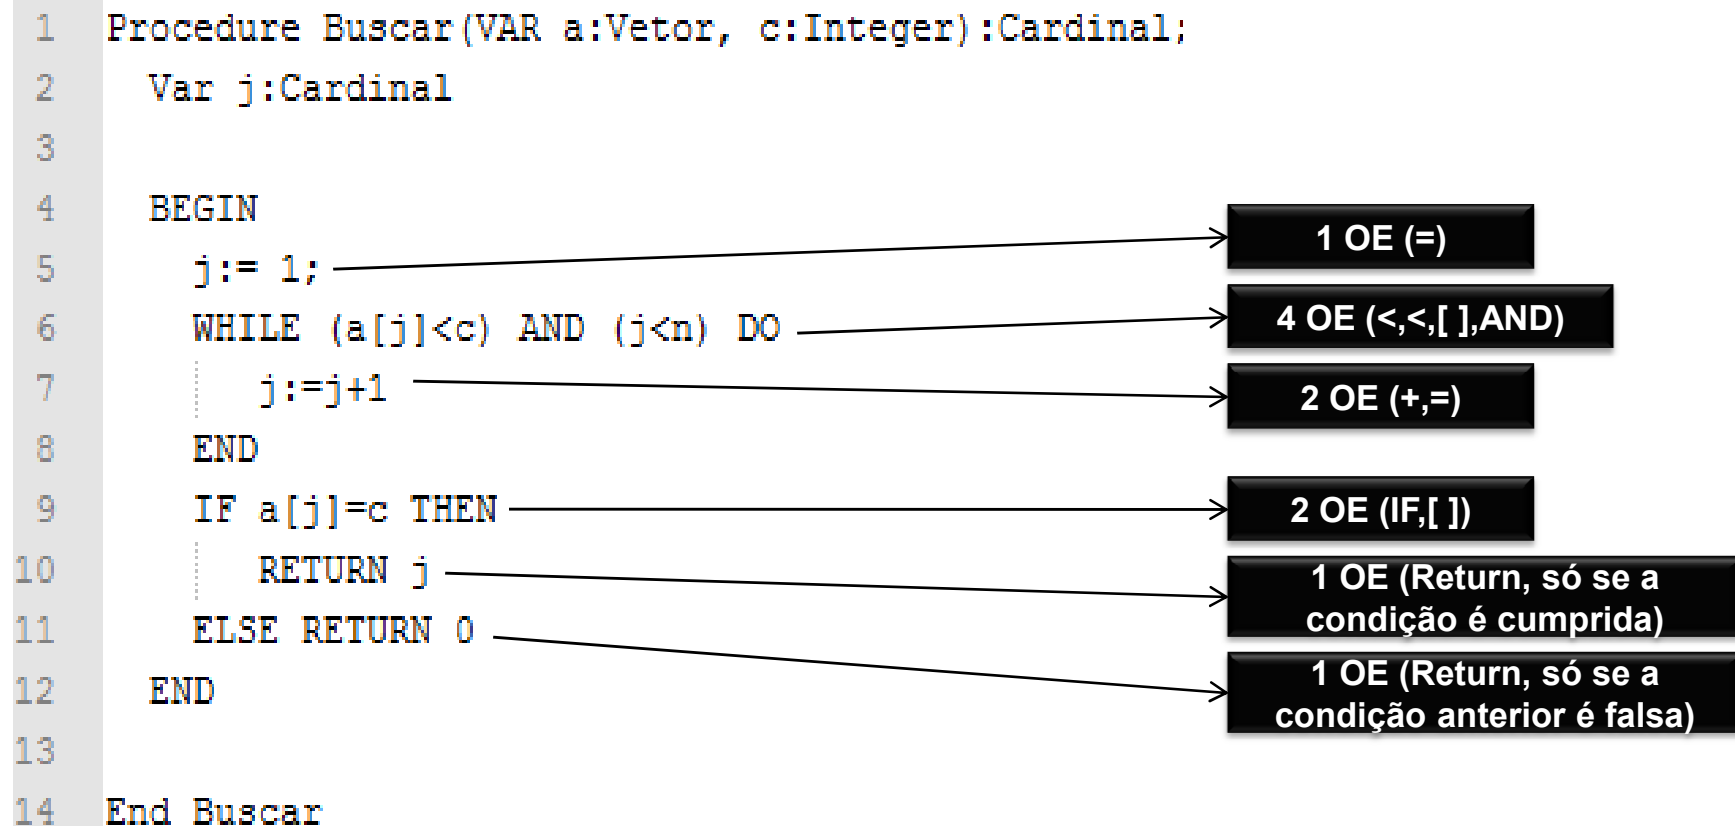 1 Procedure Buscar(VAR a:Vetor, c:Integer):Cardinal;
2 Var j:Cardinal
3
4 BEGIN
1 OE (=)
5 j:= 1;
6 WHILE (a[j]<c) AND (j<n) DO
4 OE (<,<,[ ],AND)
7 j:=j+1
2 OE (+,=)
8 END
9 IF a[j]=c THEN
2 OE (IF,[ ])
10 RETURN j
1 OE (Return, só se a
condição é cumprida)
11 ELSE RETURN 0
1 OE (Return, só se a
condição anterior é falsa)
12 END
13
14 End Buscar